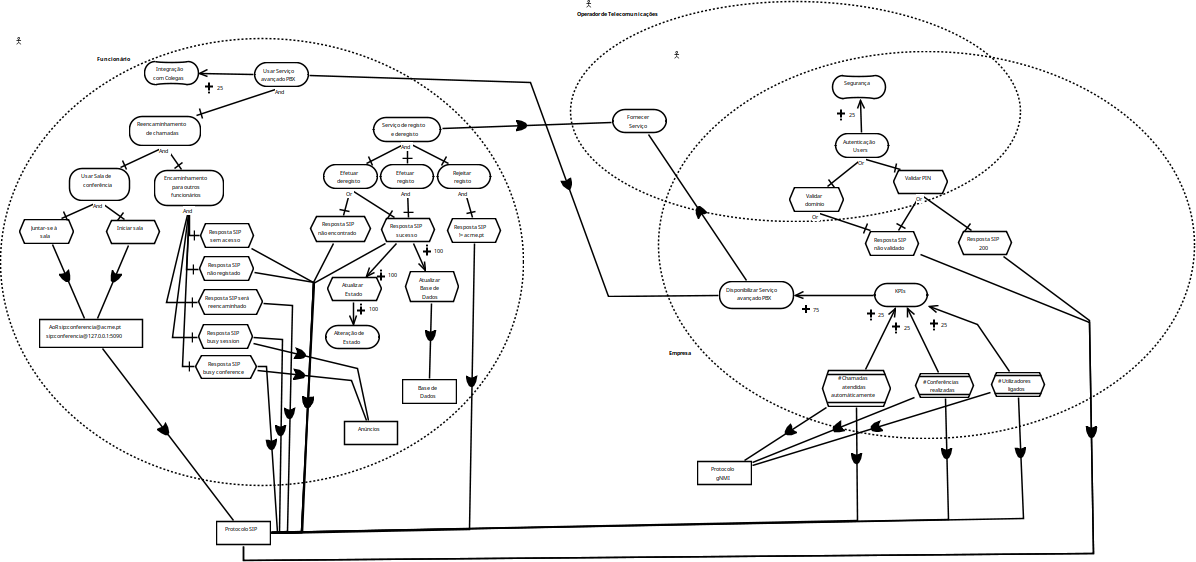 Operador de Telecomunicações
Funcionário
Integração
com Colegas
25
Usar Serviço
avançado PBX
And
Reencaminhamento
de chamadas
And
Usar Sala de
conferência
And
Encaminhamento
para outros
funcionários
And
Juntar-se à
sala
Iniciar sala
Resposta SIP
sem acesso
Resposta SIP
não registado
Resposta SIP será
reencaminhado
Resposta SIP
busy session
Resposta SIP
busy conference
AoR sip:conferencia@acme.pt
sip:conferencia@127.0.0.1:5090
Serviço de registo
e deregisto
And
Efetuar
deregisto
Or
Efetuar
registo
And
Rejeitar
registo
And
Resposta SIP
não encontrado
Resposta SIP
sucesso
Resposta SIP
!= acme.pt
100
100
Atualizar
Estado
Atualizar
Base de
Dados
100
Alteração de
Estado
Base de
Dados
Anúncios
Protocolo SIP
Fornecer
Serviço
Segurança
25
Autenticação
Users
Or
Validar
domínio
Or
Validar PIN
Or
Resposta SIP
não validado
Resposta SIP
200
Disponibilizar Serviço
avançado PBX
75
KPIs
25
25
25
Empresa
# Chamadas
atendidas
automáticamente
# Conferências
realizadas
# Utilizadores
ligados
Protocolo
gNMI